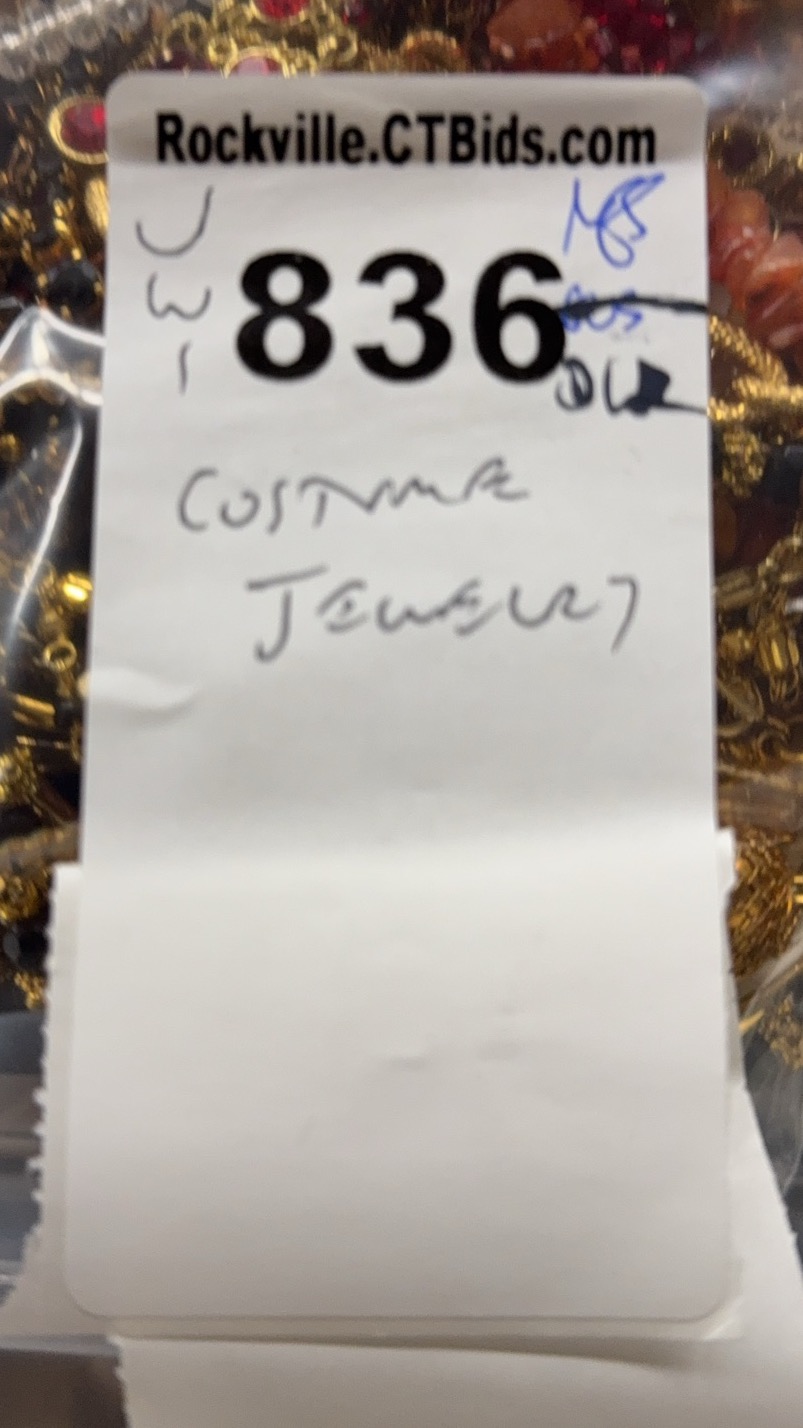 Rockville.CTBids.com
J
W
I
836
COSTUME
JEWELRY